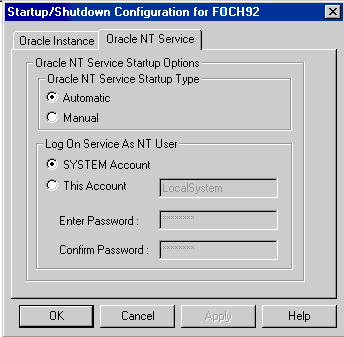 Startup/Shutdown Configuration for FOCH92
Oracle Instance
Oracle NT Service
Oracle NT Service Startup Options
Oracle NT Service Startup Type
Automatic
Manual
Log On Service As NT User
SYSTEM Account
This Account
LocalSystem
Enter Password :
********
Confirm Password :
********
OK
Cancel
Apply
Help